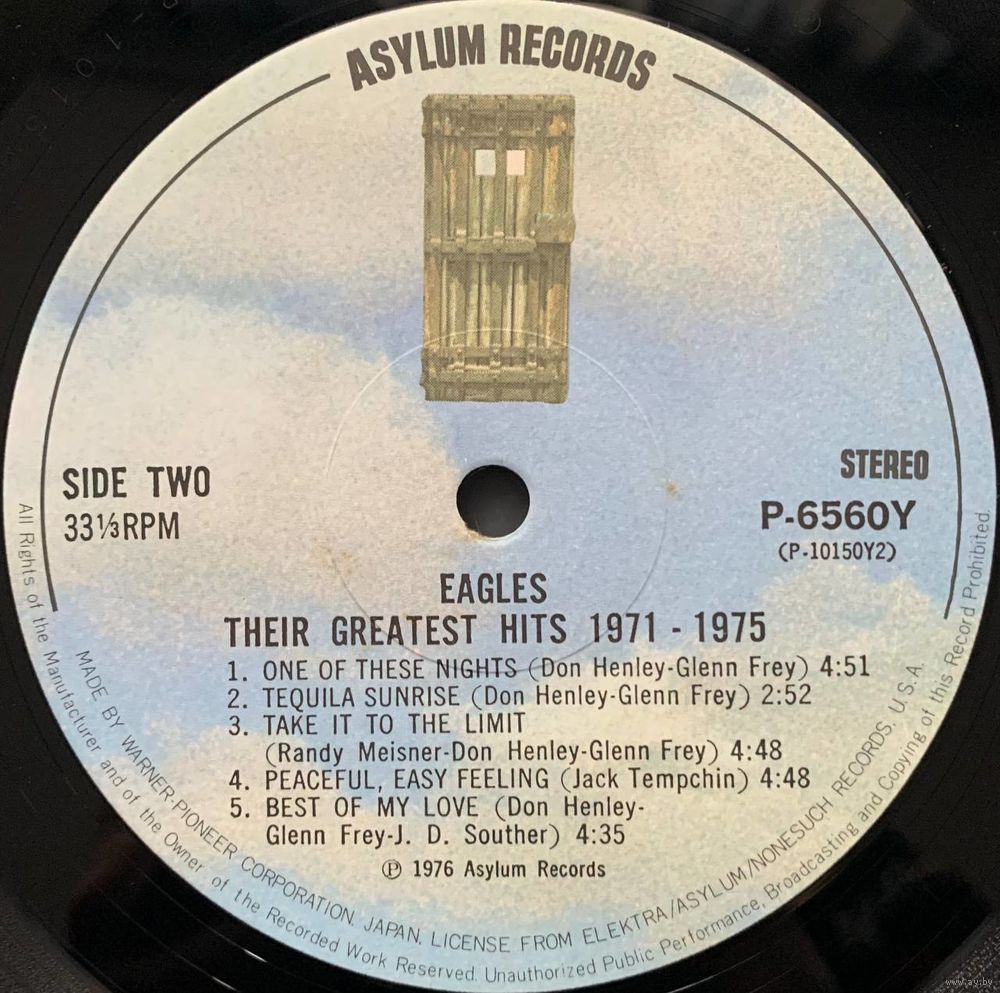 ASYLUM RECORDS
SIDE TWO
33⅓RPM
STEREO
P-6560Y
(P-10150Y2)
EAGLES
THEIR GREATEST HITS 1971 - 1975
1. ONE OF THESE NIGHTS (Don Henley-Glenn Frey) 4:51
2. TEQUILA SUNRISE (Don Henley-Glenn Frey) 2:52
3. TAKE IT TO THE LIMIT
(Randy Meisner-Don Henley-Glenn Frey) 4:48
4. PEACEFUL, EASY FEELING (Jack Tempchin) 4:48
5. BEST OF MY LOVE (Don Henley-
Glenn Frey-J. D. Souther) 4:35
Ⓟ 1976 Asylum Records
MADE BY WARNER-PIONEER CORPORATION, JAPAN, LICENSE FROM ELEKTRA/ASYLUM/NONESUCH RECORDS, U.S.A.
All Rights of the Manufacturer and of the Owner of the Recorded Work Reserved. Unauthorized Public Performance, Broadcasting and Copying of this Record Prohibited.
www.ay.by